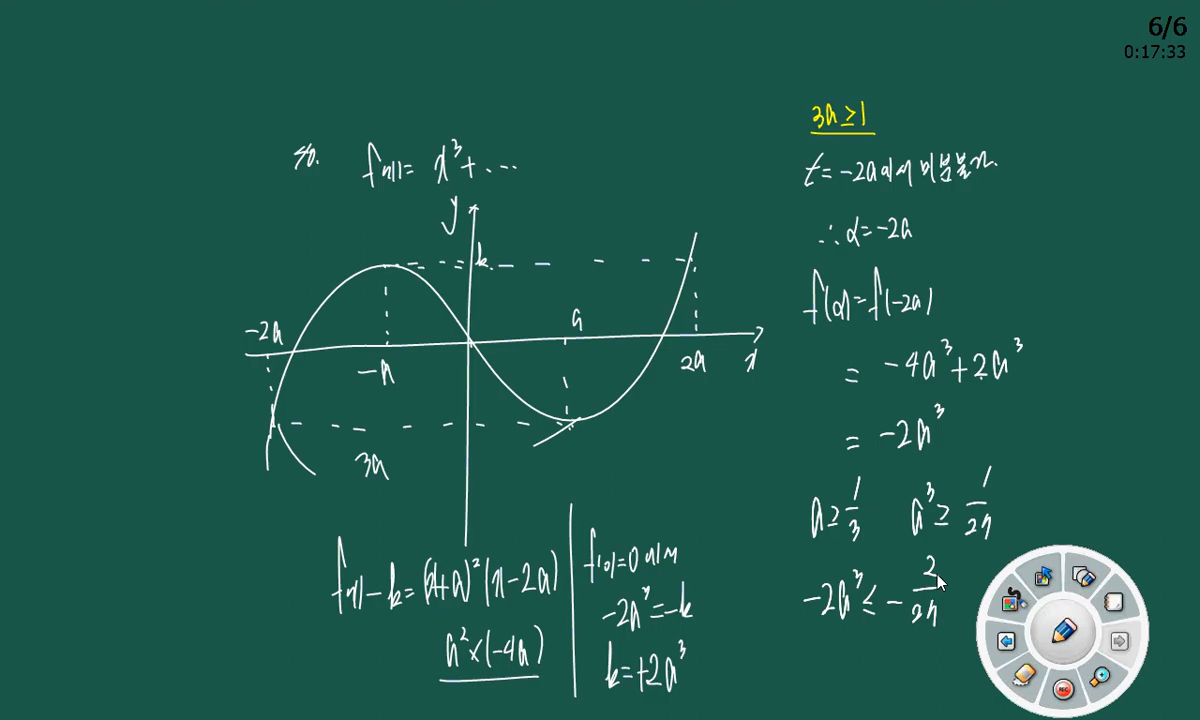 6/6
0:17:33
3a ≥ 1
40. f(x) = x³ + ...
t = -2a에서 미분불가.
∴ α = -2a
y
k
f(α) = f(-2a)
-2a
-a
a
2a
x
= -4a³ + 2a³
= -2a³
3a
a ≥ 1/3 a³ ≥ 1/27
f(x) - k = (x+a)²(x-2a)
a² × (-4a)
f(0) = 0에서
-2a³ = -k
k = +2a³
-2a³ ≤ - 2/27
REC